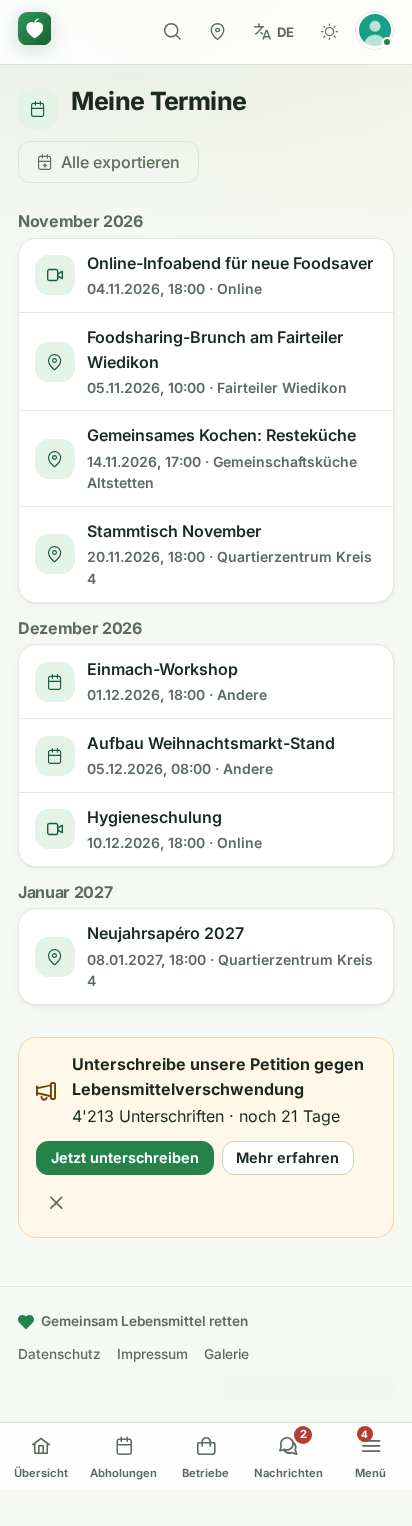 DE
Meine Termine
Alle exportieren
November 2026
Online-Infoabend für neue Foodsaver
04.11.2026, 18:00 · Online
Foodsharing-Brunch am Fairteiler
Wiedikon
05.11.2026, 10:00 · Fairteiler Wiedikon
Gemeinsames Kochen: Resteküche
14.11.2026, 17:00 · Gemeinschaftsküche
Altstetten
Stammtisch November
20.11.2026, 18:00 · Quartierzentrum Kreis
4
Dezember 2026
Einmach-Workshop
01.12.2026, 18:00 · Andere
Aufbau Weihnachtsmarkt-Stand
05.12.2026, 08:00 · Andere
Hygieneschulung
10.12.2026, 18:00 · Online
Januar 2027
Neujahrsapéro 2027
08.01.2027, 18:00 · Quartierzentrum Kreis
4
Unterschreibe unsere Petition gegen
Lebensmittelverschwendung
4'213 Unterschriften · noch 21 Tage
Jetzt unterschreiben
Mehr erfahren
Gemeinsam Lebensmittel retten
Datenschutz Impressum Galerie
2 4
Übersicht Abholungen Betriebe Nachrichten Menü